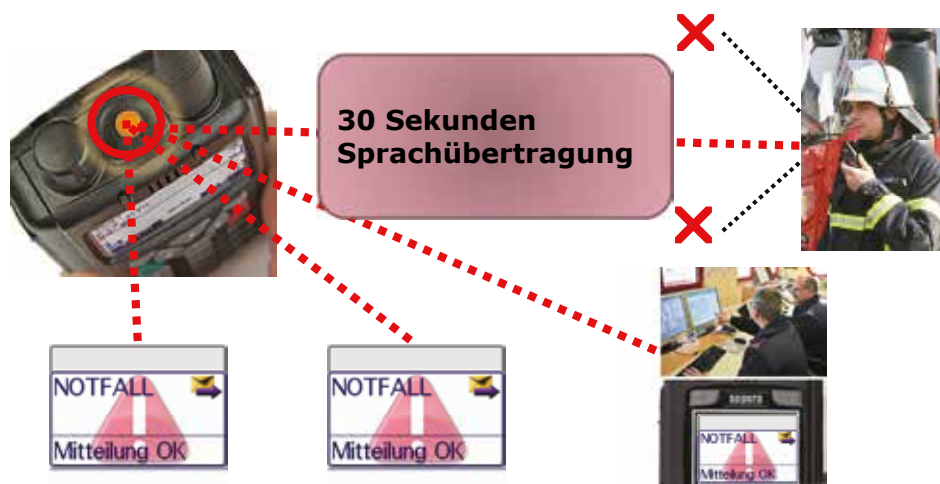 30 Sekunden
Sprachübertragung
NOTFALL
Mitteilung OK
NOTFALL
Mitteilung OK
NOTFALL
Mitteilung OK